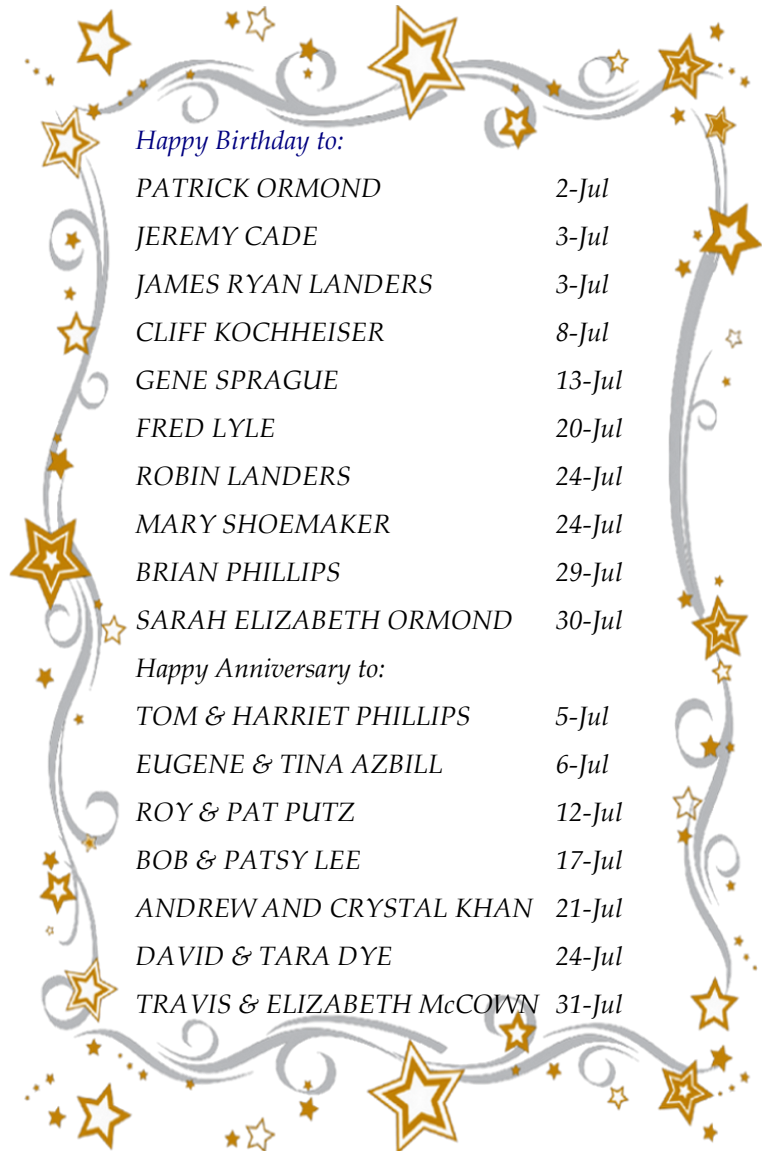 Happy Birthday to:
PATRICK ORMOND 2-Jul
JEREMY CADE 3-Jul
JAMES RYAN LANDERS 3-Jul
CLIFF KOCHHEISER 8-Jul
GENE SPRAGUE 13-Jul
FRED LYLE 20-Jul
ROBIN LANDERS 24-Jul
MARY SHOEMAKER 24-Jul
BRIAN PHILLIPS 29-Jul
SARAH ELIZABETH ORMOND 30-Jul
Happy Anniversary to:
TOM & HARRIET PHILLIPS 5-Jul
EUGENE & TINA AZBILL 6-Jul
ROY & PAT PUTZ 12-Jul
BOB & PATSY LEE 17-Jul
ANDREW AND CRYSTAL KHAN 21-Jul
DAVID & TARA DYE 24-Jul
TRAVIS & ELIZABETH McCOWN 31-Jul